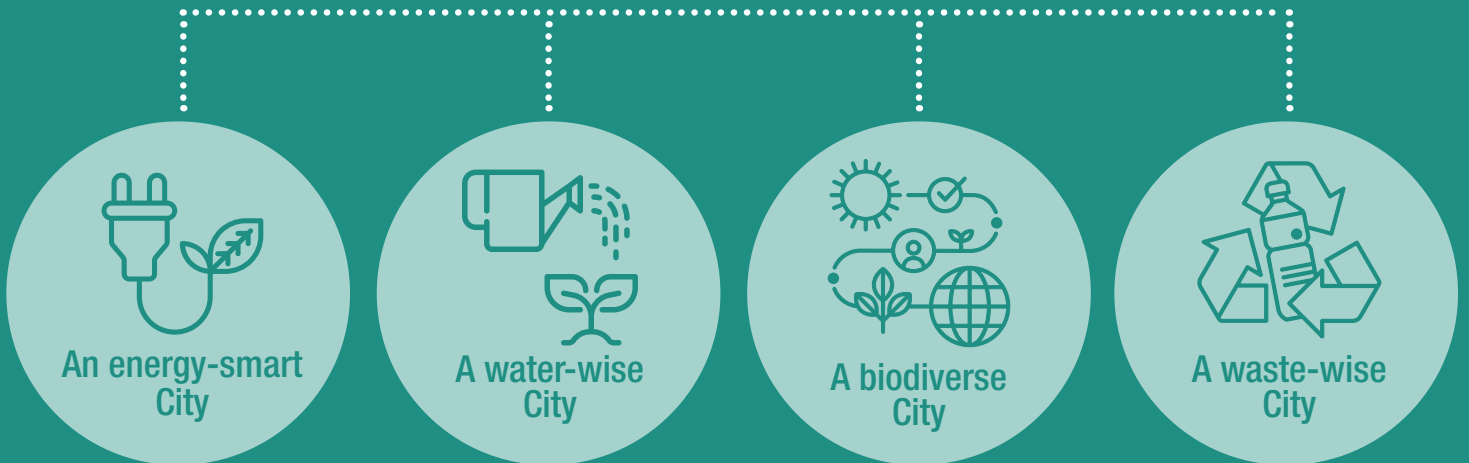 An energy-smart
City
A water-wise
City
A biodiverse
City
A waste-wise
City